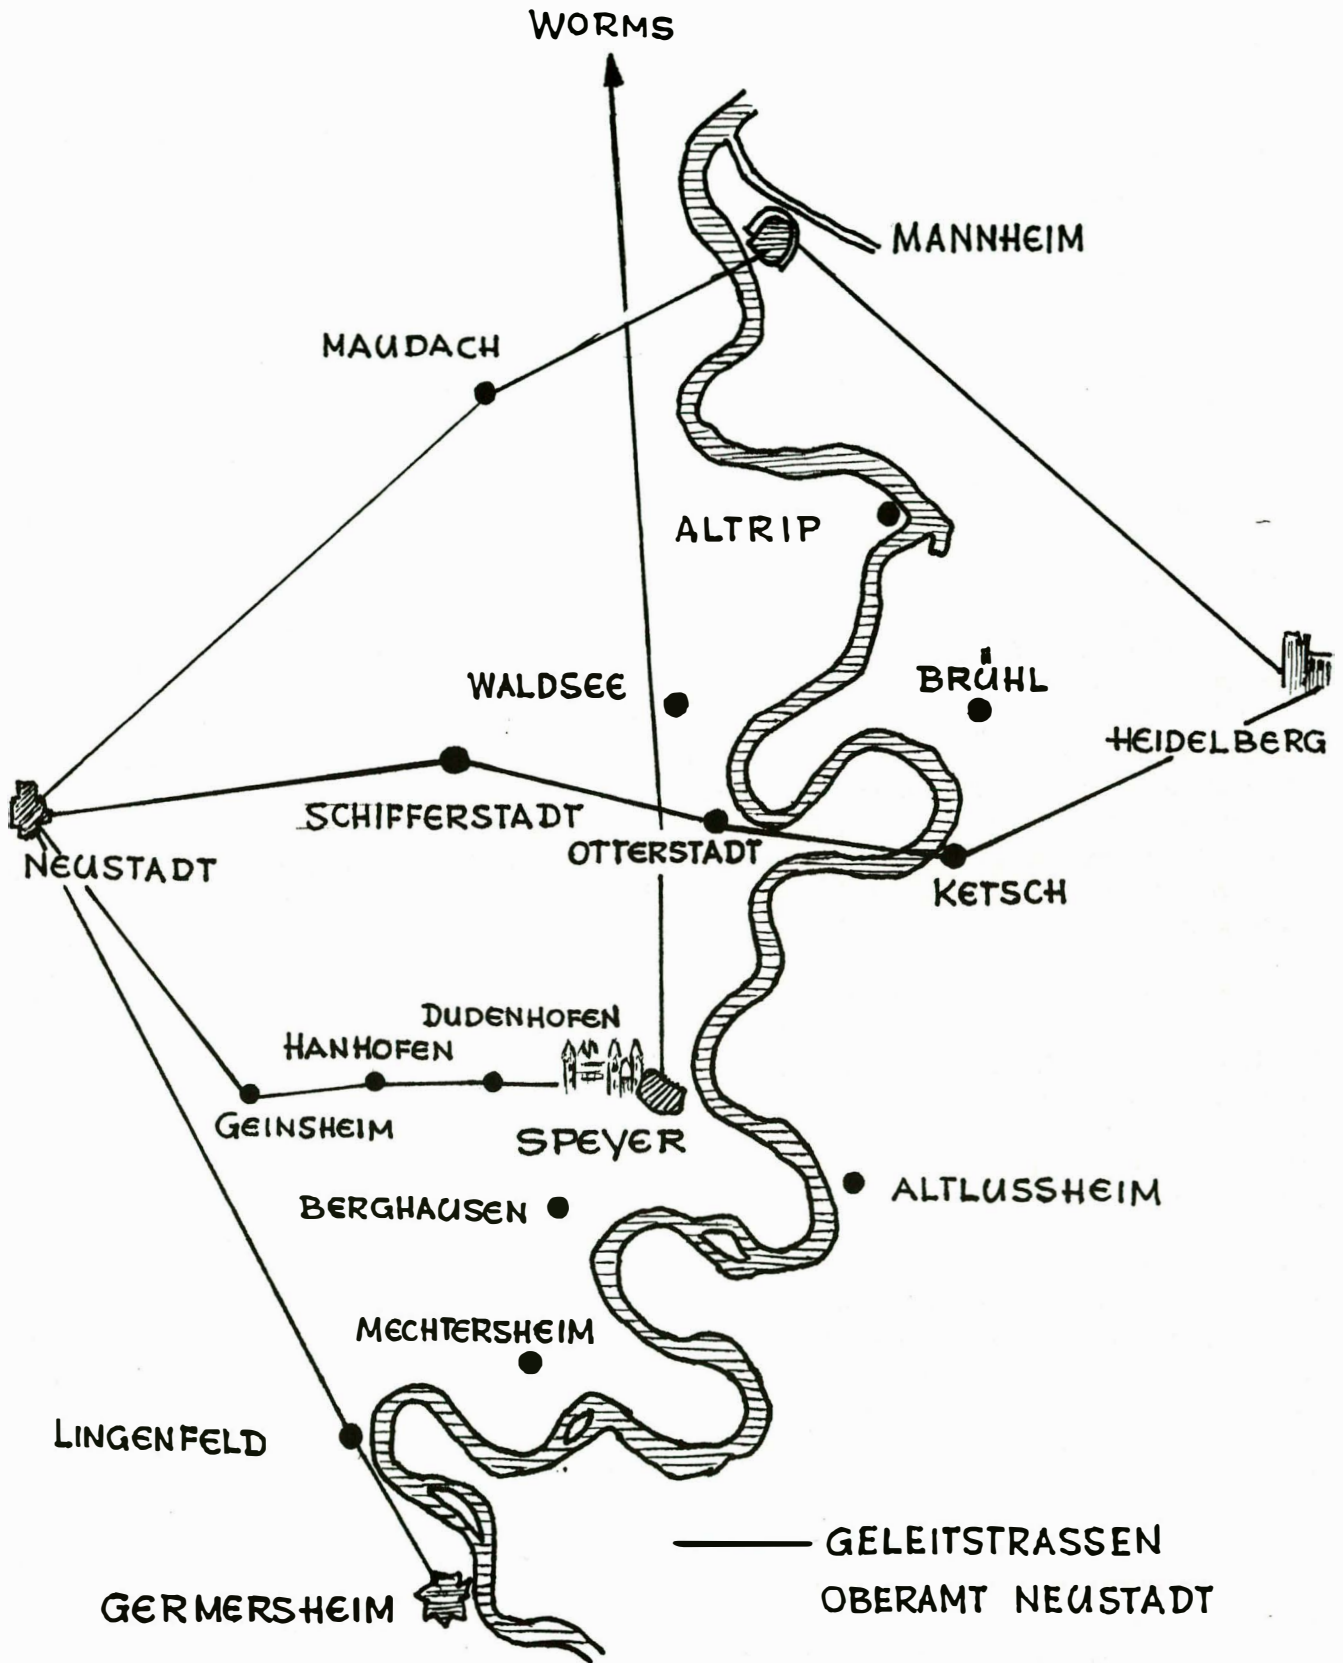 WORMS
MANNHEIM
MAUDACH
ALTRIP
WALDSEE
BRÜHL
HEIDELBERG
SCHIFFERSTADT
OTTERSTADT
NEUSTADT
KETSCH
DUDENHOFEN
HANHOFEN
GEINSHEIM
SPEYER
ALTLUSSHEIM
BERGHAUSEN
MECHTERSHEIM
LINGENFELD
GELEITSTRASSEN
OBERAMT NEUSTADT
GERMERSHEIM